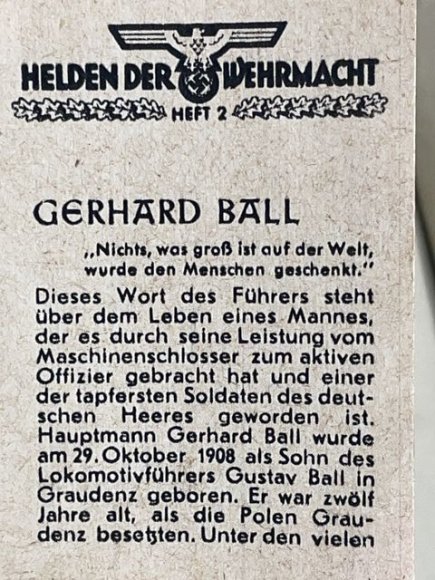 HELDEN DER WEHRMACHT
HEFT 2
GERHARD BALL
„Nichts, was groß ist auf der Welt,
wurde den Menschen geschenkt."
Dieses Wort des Führers steht
über dem Leben eines Mannes,
der es durch seine Leistung vom
Maschinenschlosser zum aktiven
Offizier gebracht hat und einer
der tapfersten Soldaten des deut-
schen Heeres geworden ist.
Hauptmann Gerhard Ball wurde
am 29. Oktober 1908 als Sohn des
Lokomotivführers Gustav Ball in
Graudenz geboren. Er war zwölf
Jahre alt, als die Polen Grau-
denz besetzten. Unter den vielen